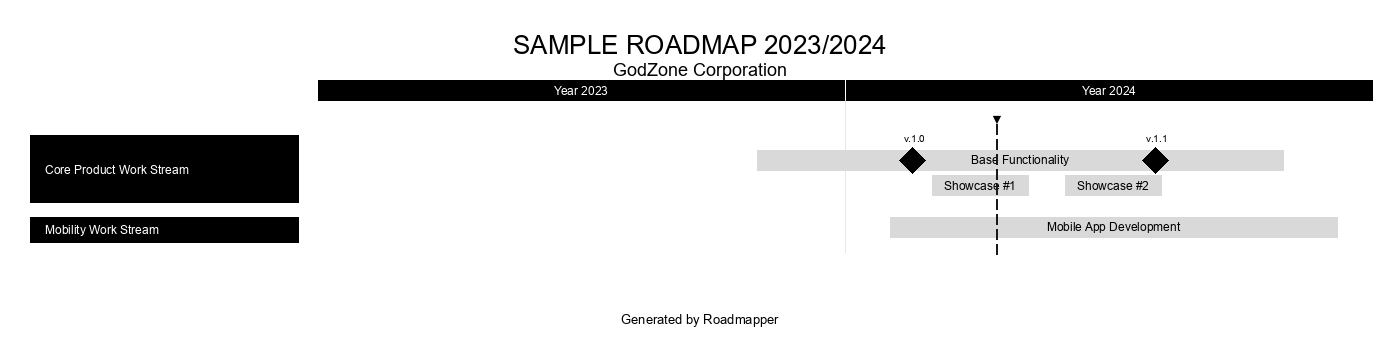 SAMPLE ROADMAP 2023/2024
GodZone Corporation
Year 2023 Year 2024
v.1.0 v.1.1
Core Product Work Stream
Base Functionality
Showcase #1 Showcase #2
Mobility Work Stream
Mobile App Development
Generated by Roadmapper